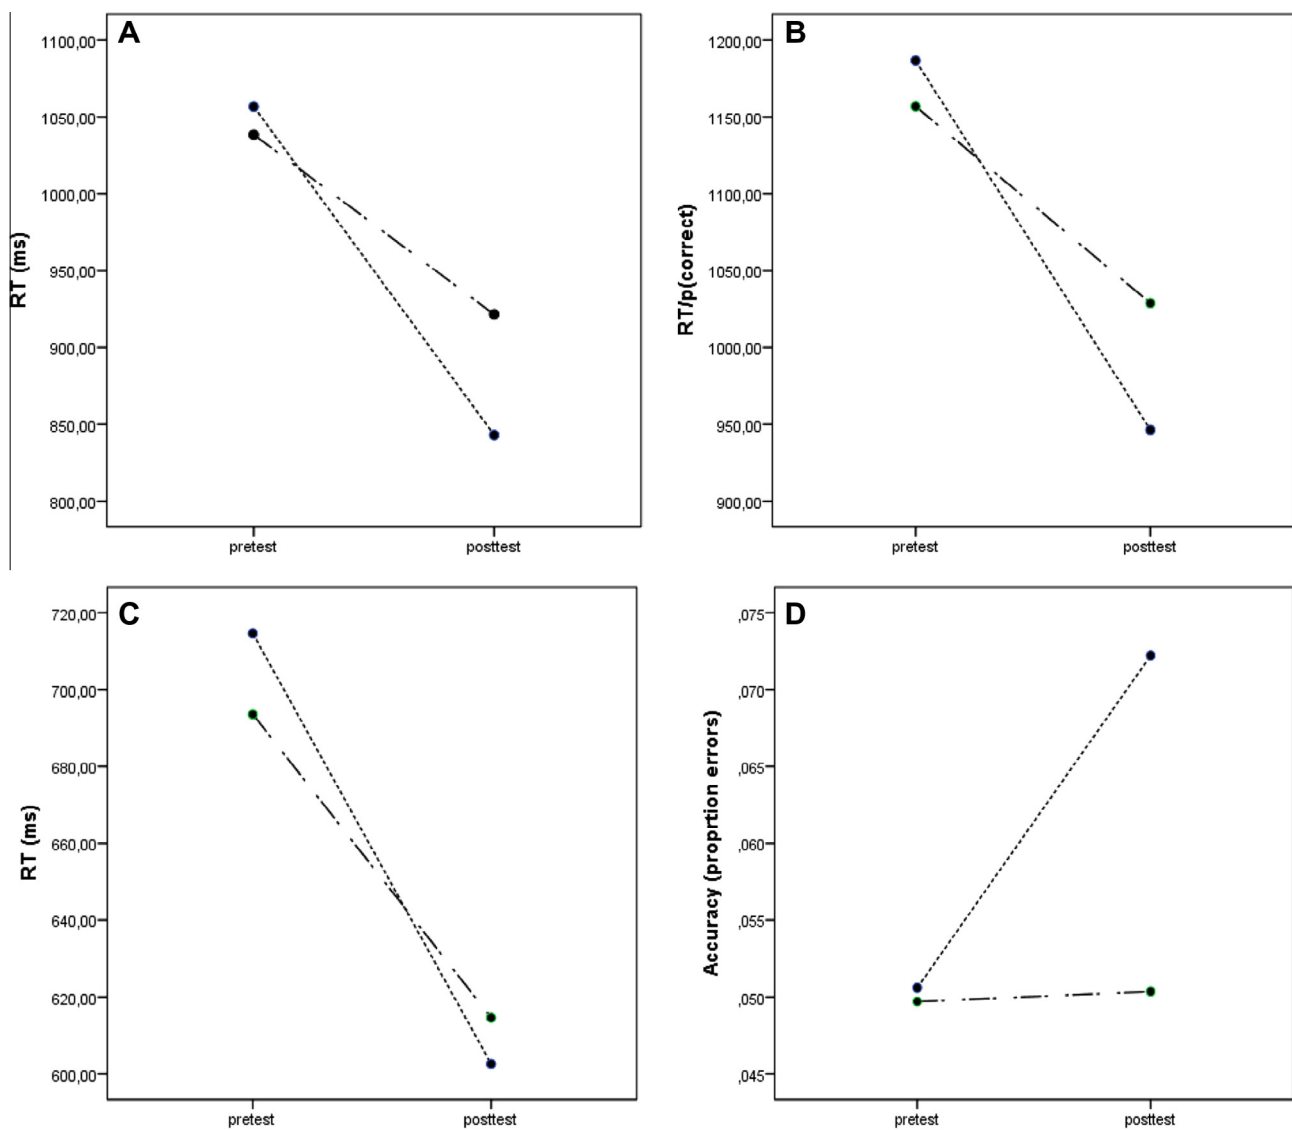 A
1100,00
1050,00
1000,00
950,00
900,00
850,00
800,00
RT (ms)
pretest
posttest
B
1200,00
1150,00
1100,00
1050,00
1000,00
950,00
900,00
RT/p(correct)
pretest
posttest
C
720,00
700,00
680,00
660,00
640,00
620,00
600,00
RT (ms)
pretest
posttest
D
,075
,070
,065
,060
,055
,050
,045
Accuracy (proprtion errors)
pretest
posttest